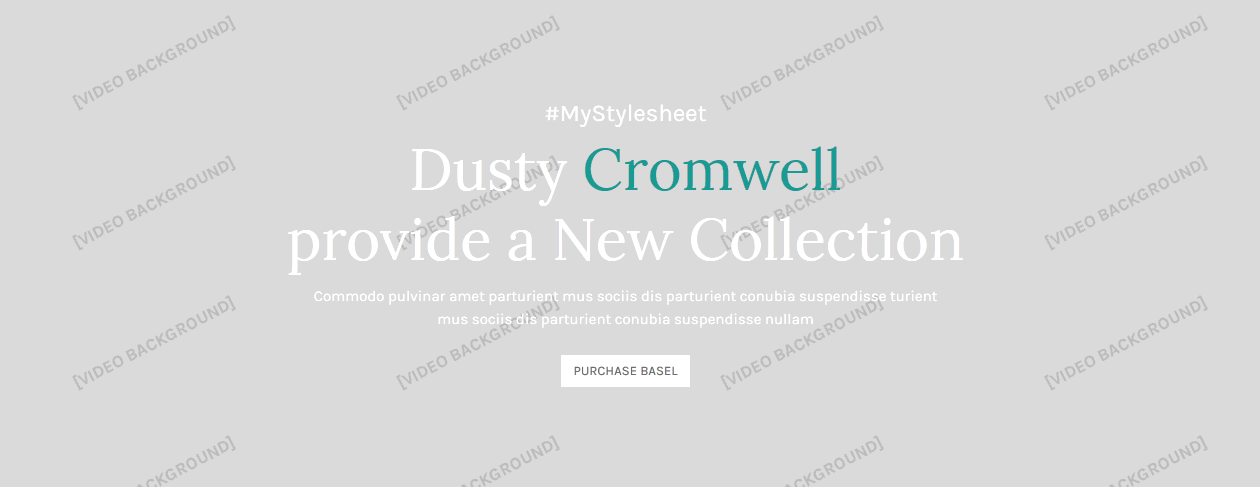 [VIDEO BACKGROUND] [VIDEO BACKGROUND] [VIDEO BACKGROUND] [VIDEO BACKGROUND]
#MyStylesheet
Dusty Cromwell
[VIDEO BACKGROUND] [VIDEO BACKGROUND] [VIDEO BACKGROUND] [VIDEO BACKGROUND]
provide a New Collection
Commodo pulvinar amet parturient mus sociis dis parturient conubia suspendisse turient
mus sociis dis parturient conubia suspendisse nullam
[VIDEO BACKGROUND] [VIDEO BACKGROUND] [VIDEO BACKGROUND] [VIDEO BACKGROUND]
PURCHASE BASEL
[VIDEO BACKGROUND] [VIDEO BACKGROUND] [VIDEO BACKGROUND] [VIDEO BACKGROUND]